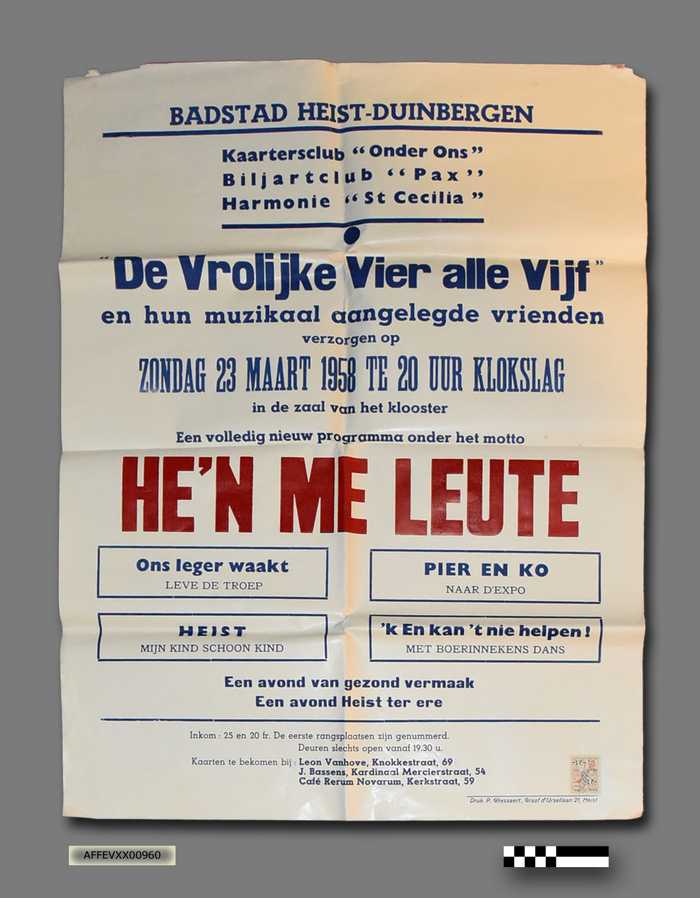 BADSTAD HEIST-DUINBERGEN
Kaartersclub "Onder Ons"
Biljartclub "Pax"
Harmonie "St Cecilia"
"De Vrolijke Vier alle Vijf"
en hun muzikaal aangelegde vrienden
verzorgen op
ZONDAG 23 MAART 1958 TE 20 UUR KLOKSLAG
in de zaal van het klooster
Een volledig nieuw programma onder het motto
HE'N ME LEUTE
Ons leger waakt
LEVE DE TROEP
PIER EN KO
NAAR D'EXPO
HEIST
MIJN KIND SCHOON KIND
'k En kan 't nie helpen!
MET BOERINNEKENS DANS
Een avond van gezond vermaak
Een avond Heist ter ere
Inkom : 25 en 20 fr. De eerste rangsplaatsen zijn genummerd.
Deuren slechts open vanaf 19.30 u.
Kaarten te bekomen bij : Leon Vanhove, Knokkestraat, 69
J. Bassens, Kardinaal Mercierstraat, 54
Café Rerum Novarum, Kerkstraat, 59
Druk. P. Gheysaert, Graaf d'Ursellaan 21, Heist
AFFEVXX00960